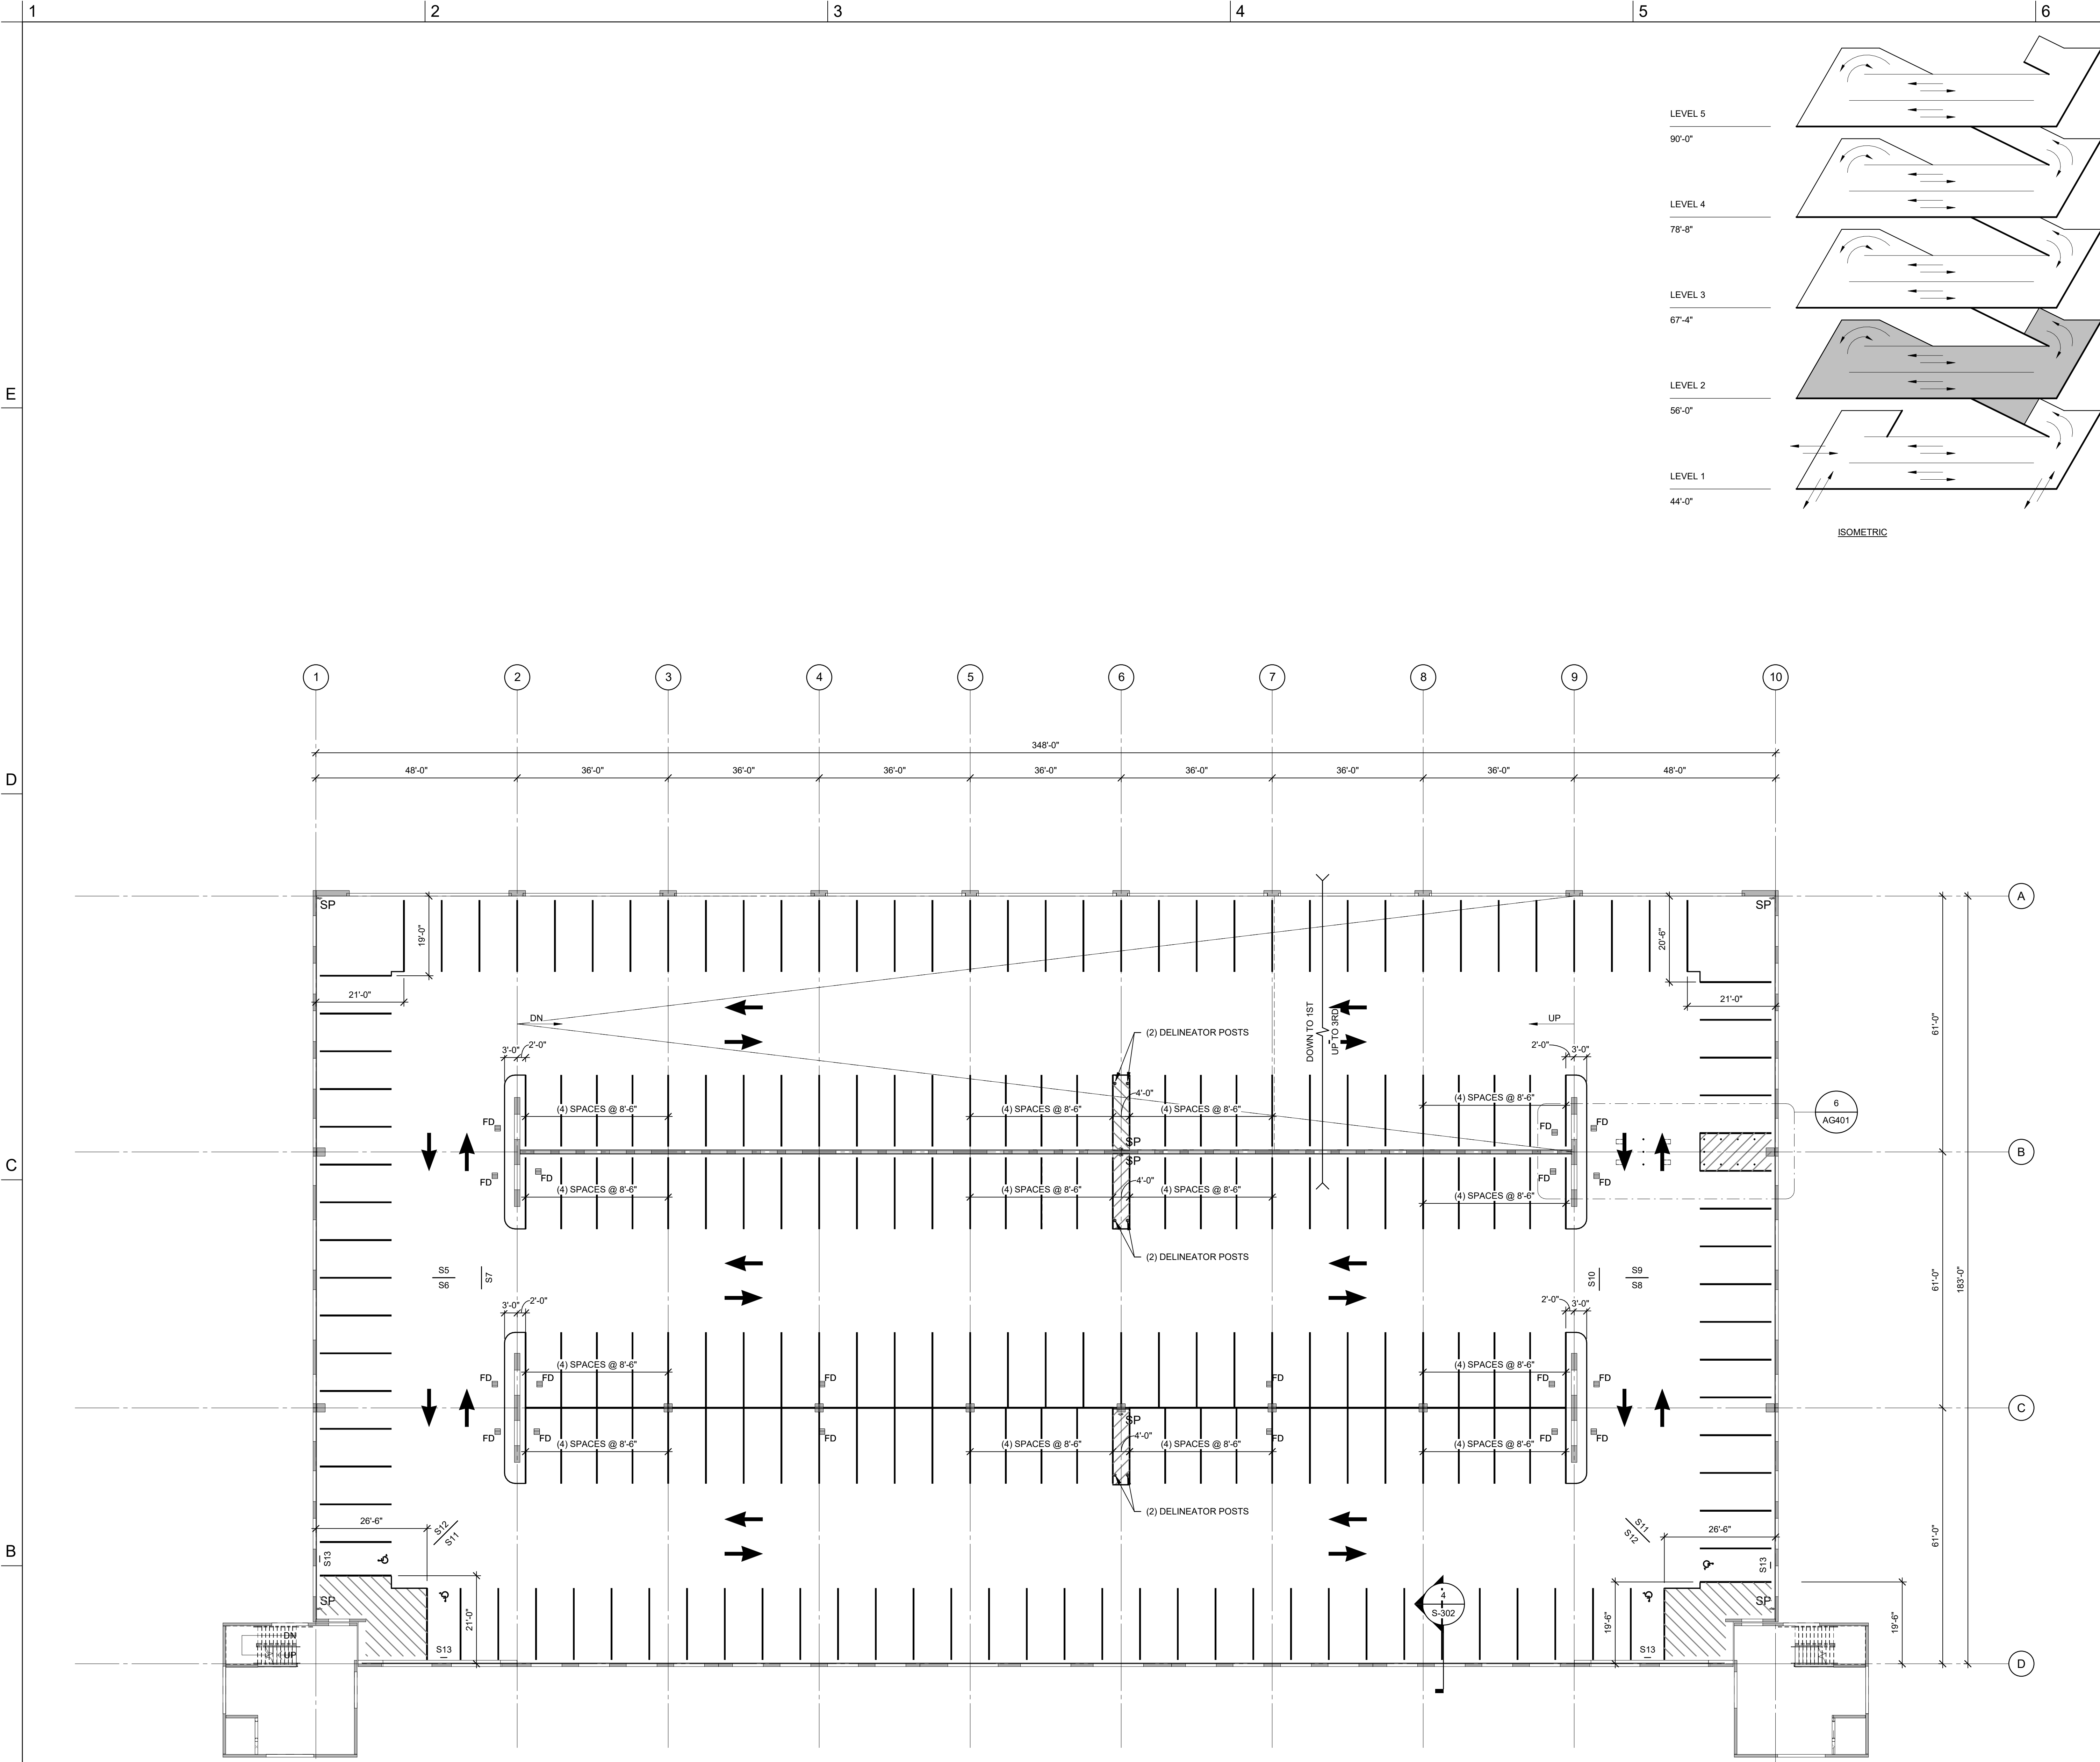 1 2 3 4 5 6
LEVEL 5
90'-0"
LEVEL 4
78'-8"
LEVEL 3
67'-4"
E
LEVEL 2
56'-0"
LEVEL 1
44'-0"
ISOMETRIC
1 2 3 4 5 6 7 8 9 10
348'-0"
D
48'-0" 36'-0" 36'-0" 36'-0" 36'-0" 36'-0" 36'-0" 36'-0" 48'-0"
A
SP SP
19'-0" 20'-6"
21'-0" 21'-0"
DN DOWN TO 1ST UP TO 3RD UP 61'-0"
(2) DELINEATOR POSTS
3'-0" 2'-0" 2'-0" 3'-0"
4'-0"
(4) SPACES @ 8'-6" (4) SPACES @ 8'-6" (4) SPACES @ 8'-6" (4) SPACES @ 8'-6"
6
AG401
FD FD FD
SP
C B
SP
FD FD FD FD
4'-0"
(4) SPACES @ 8'-6" (4) SPACES @ 8'-6" (4) SPACES @ 8'-6" (4) SPACES @ 8'-6"
(2) DELINEATOR POSTS
S5
S6
S7 S10
S9
S8
61'-0" 183'-0"
3'-0" 2'-0" 2'-0" 3'-0"
(4) SPACES @ 8'-6" (4) SPACES @ 8'-6"
FD FD FD FD FD FD
C
SP
FD FD FD FD FD FD
4'-0"
(4) SPACES @ 8'-6" (4) SPACES @ 8'-6" (4) SPACES @ 8'-6" (4) SPACES @ 8'-6"
(2) DELINEATOR POSTS
26'-6" S12 S11 S11 S12 26'-6" 61'-0"
B
S13 S13
SP 4 SP
S-302
21'-0" 19'-6" 19'-6"
DN
UP
S13 S13
D